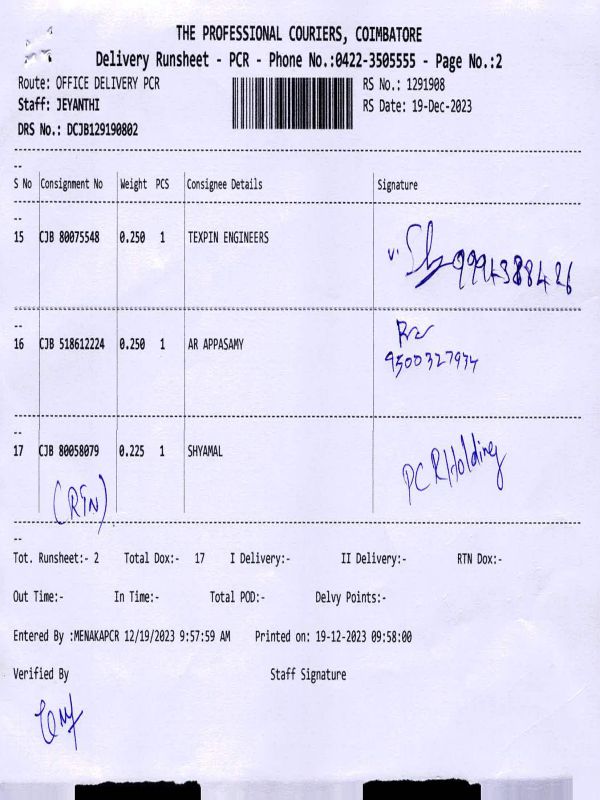 THE PROFESSIONAL COURIERS, COIMBATORE
Delivery Runsheet - PCR - Phone No.:0422-3505555 - Page No.:2
Route: OFFICE DELIVERY PCR RS No.: 1291908
Staff: JEYANTHI RS Date: 19-Dec-2023
DRS No.: DCJB129190802
S No Consignment No Weight PCS Consignee Details Signature
15 CJB 80075548 0.250 1 TEXPIN ENGINEERS
9994388426
16 CJB 518612224 0.250 1 AR APPASAMY
9500327974
17 CJB 80058079 0.225 1 SHYAMAL PCR Holding
(RTN)
Tot. Runsheet:- 2 Total Dox:- 17 I Delivery:- II Delivery:- RTN Dox:-
Out Time:- In Time:- Total POD:- Delvy Points:-
Entered By :MENAKAPCR 12/19/2023 9:57:59 AM Printed on: 19-12-2023 09:58:00
Verified By Staff Signature